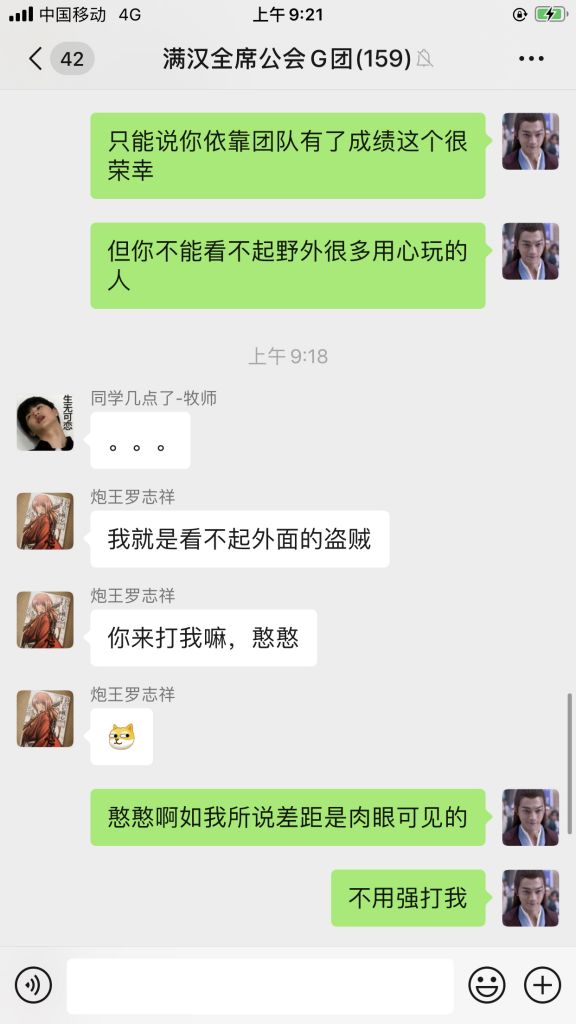 中国移动 4G 上午 9:21
42 满汉全席公会G团(159)
只能说你依靠团队有了成绩这个很
荣幸
但你不能看不起野外很多用心玩的
人
上午 9:18
生无可恋
同学几点了-牧师
。。。
炮王罗志祥
我就是看不起外面的盗贼
炮王罗志祥
你来打我嘛，憨憨
炮王罗志祥
憨憨啊如我所说差距是肉眼可见的
不用强打我